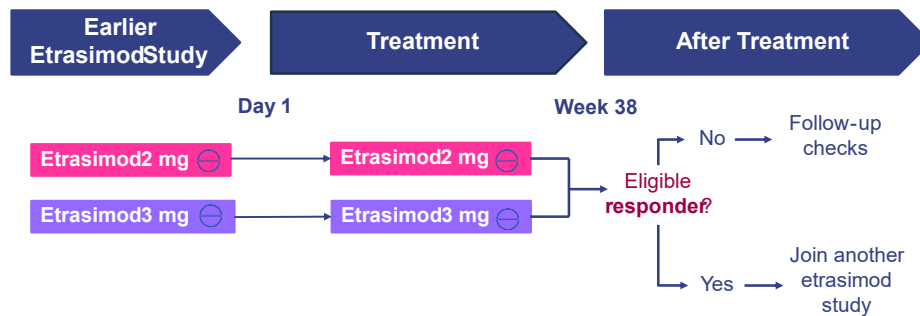 Earlier
EtrasimodStudy
Treatment
After Treatment
Day 1
Week 38
Etrasimod2 mg
Etrasimod2 mg
Etrasimod3 mg
Etrasimod3 mg
Eligible
responder?
No
Follow-up
checks
Yes
Join another
etrasimod
study